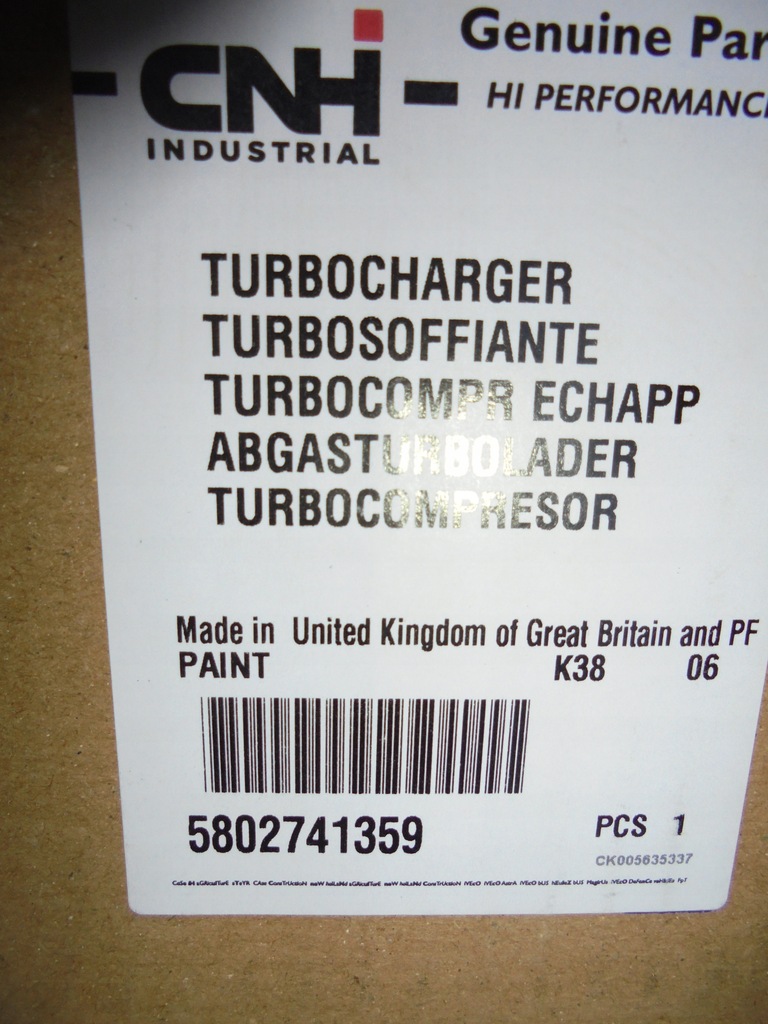 CNH
INDUSTRIAL
Genuine Par
HI PERFORMANC
TURBOCHARGER
TURBOSOFFIANTE
TURBOCOMPR ECHAPP
ABGASTURBOLADER
TURBOCOMPRESOR
Made in United Kingdom of Great Britain and PF
PAINT K38 06
5802741359
PCS 1
CK005635337